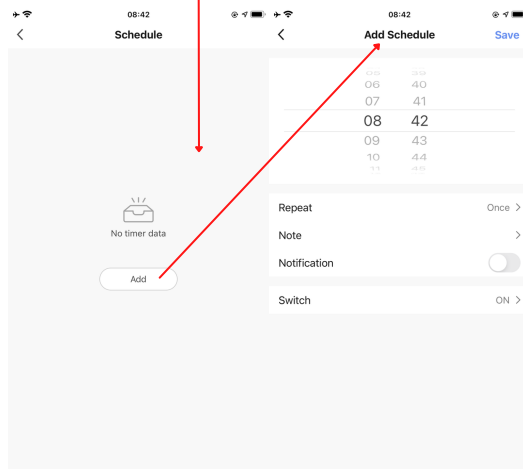 08:42
Schedule
No timer data
Add
08:42
Add Schedule
Save
06 40
07 41
08 42
09 43
10 44
Repeat Once
Note
Notification
Switch ON